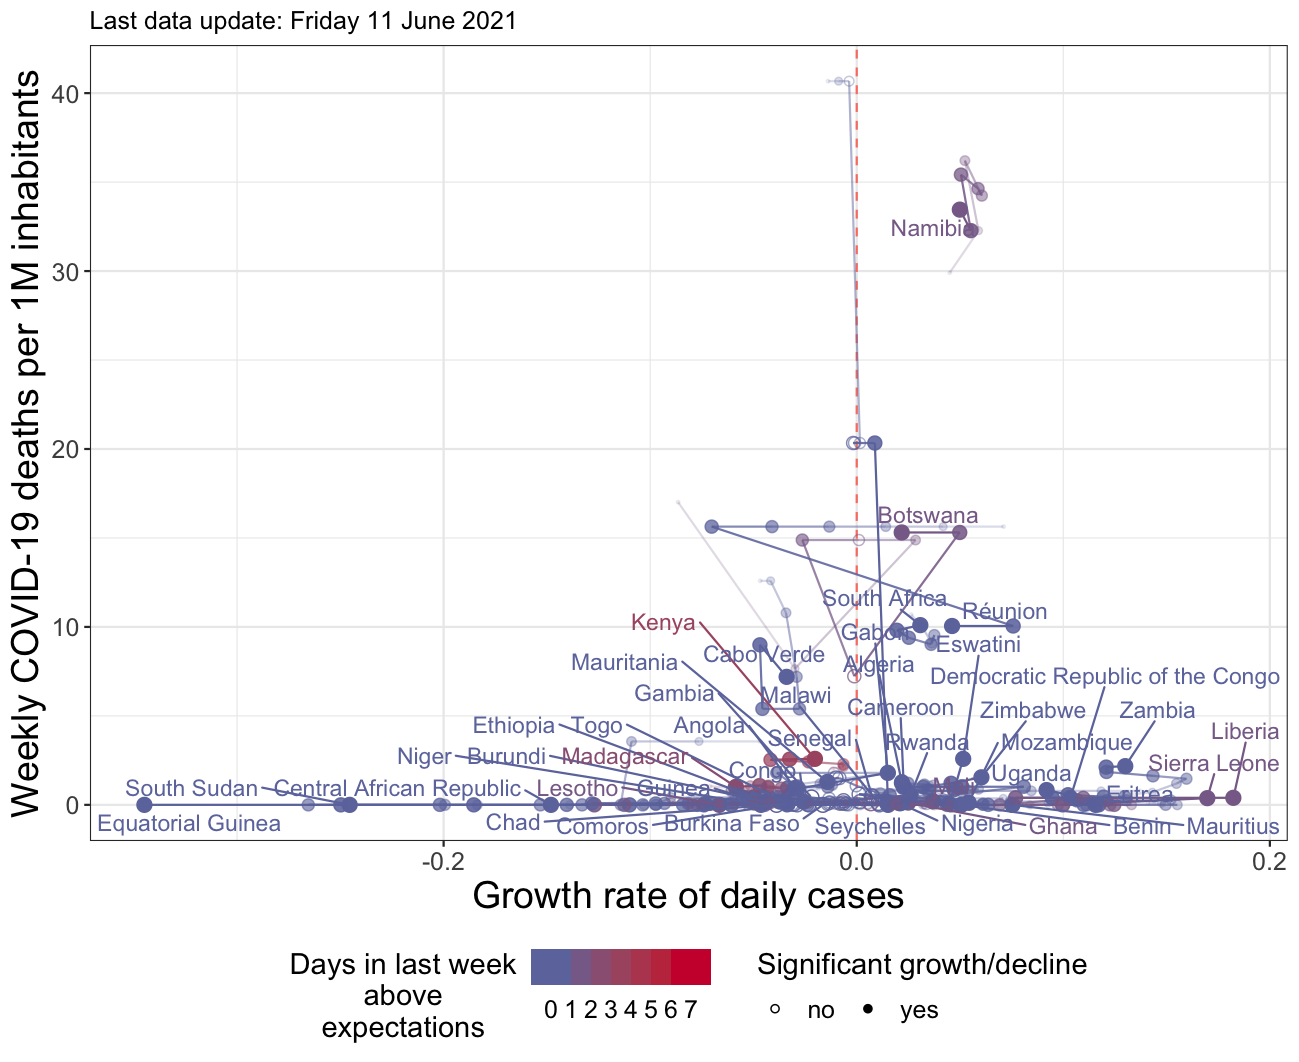 Last data update: Friday 11 June 2021
Weekly COVID-19 deaths per 1M inhabitants
40
30
20
10
0
Namibia
Botswana
South Africa
Réunion
Kenya
Gabon
Eswatini
Cabo Verde
Mauritania
Algeria
Democratic Republic of the Congo
Gambia
Malawi
Cameroon
Zimbabwe
Zambia
Ethiopia
Togo
Angola
Senegal
Rwanda
Mozambique
Liberia
Niger
Burundi
Madagascar
Congo
Uganda
Sierra Leone
South Sudan
Central African Republic
Lesotho
Guinea
Mali
Eritrea
Equatorial Guinea
Chad
Comoros
Burkina Faso
Seychelles
Nigeria
Ghana
Benin
Mauritius
-0.2
0.0
0.2
Growth rate of daily cases
Days in last week
above
expectations
0 1 2 3 4 5 6 7
Significant growth/decline
no
yes